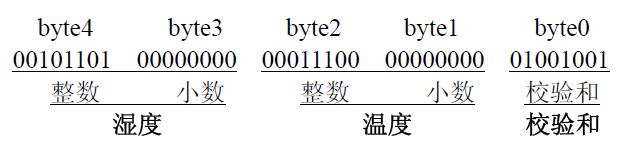 byte4 byte3 byte2 byte1 byte0
00101101 00000000 00011100 00000000 01001001
整数 小数 整数 小数 校验和
湿度 温度 校验和